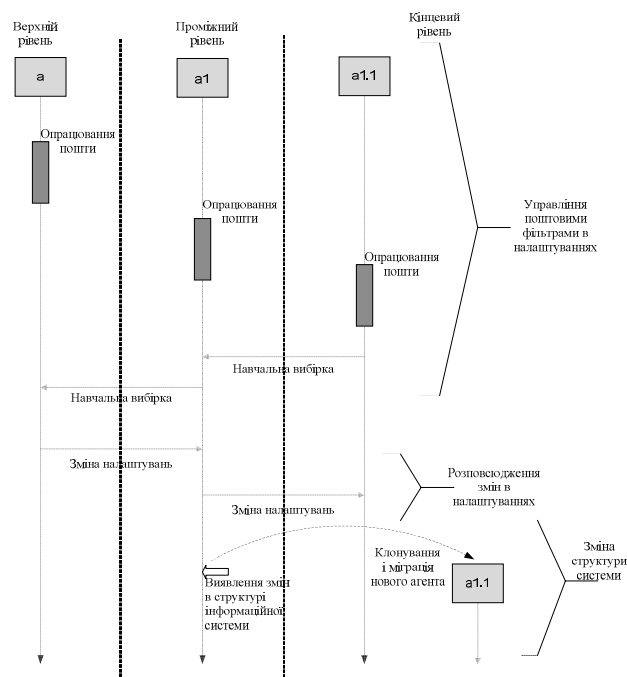 Верхній
рівень
Проміжний
рівень
Кінцевий
рівень
a
a1
a1.1
Опрацювання
пошти
Опрацювання
пошти
Управління
поштовими
фільтрами в
налаштуваннях
Опрацювання
пошти
Навчальна вибірка
Навчальна вибірка
Зміна налаштувань
Розповсюдження
змін в
налаштуваннях
Зміна налаштувань
Клонування
і міграція
нового агента
a1.1
Зміна
структури
системи
Виявлення змін
в структурі
інформаційної
системи